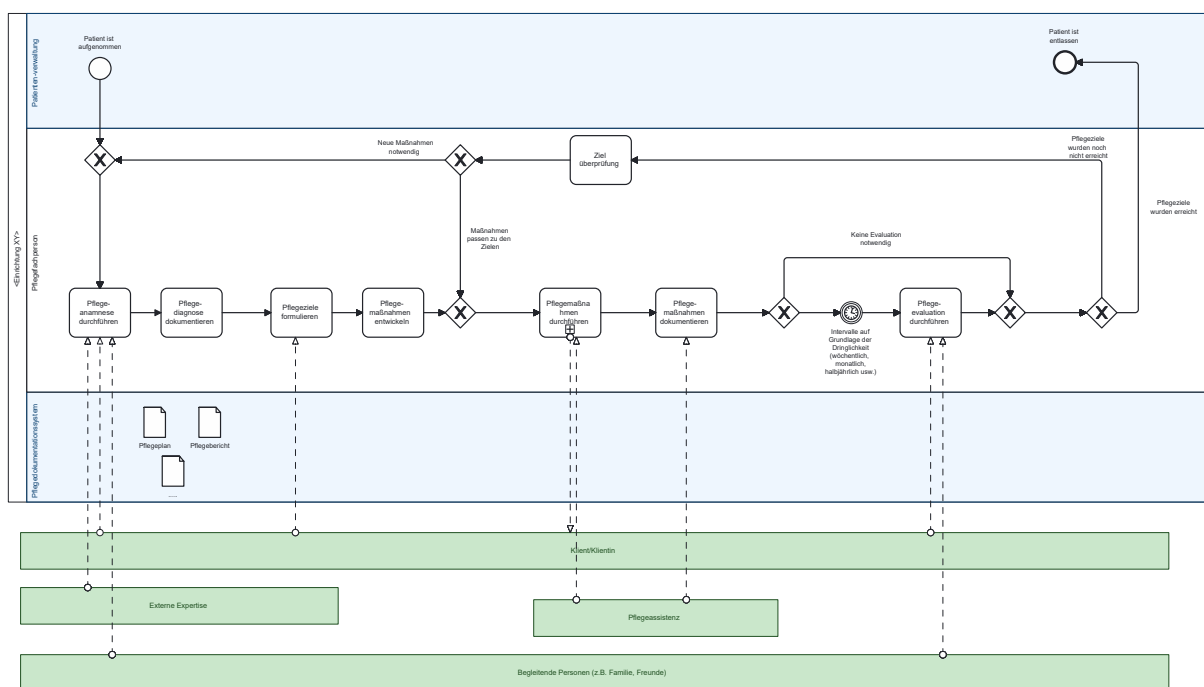 Patient ist
aufgenommen
Patient ist
entlassen
Patienten-verwaltung
<Einrichtung XY>
Pflegefachperson
Neue Maßnahmen
notwendig
Ziel
überprüfung
Pflegeziele
wurden noch
nicht erreicht
Pflegeziele
wurden erreicht
Maßnahmen
passen zu den
Zielen
Keine Evaluation
notwendig
Pflege-
anamnese
durchführen
Pflege-
diagnose
dokumentieren
Pflegeziele
formulieren
Pflege-
maßnahmen
entwickeln
Pflegemaßna
hmen
durchführen
Pflege-
maßnahmen
dokumentieren
Intervalle auf
Grundlage der
Dringlichkeit
(wöchentlich,
monatlich,
halbjährlich usw.)
Pflege-
evaluation
durchführen
Pflegedokumentationssystem
Pflegeplan
Pflegebericht
.....
Klient/Klientin
Externe Expertise
Pflegeassistenz
Begleitende Personen (z.B. Familie, Freunde)